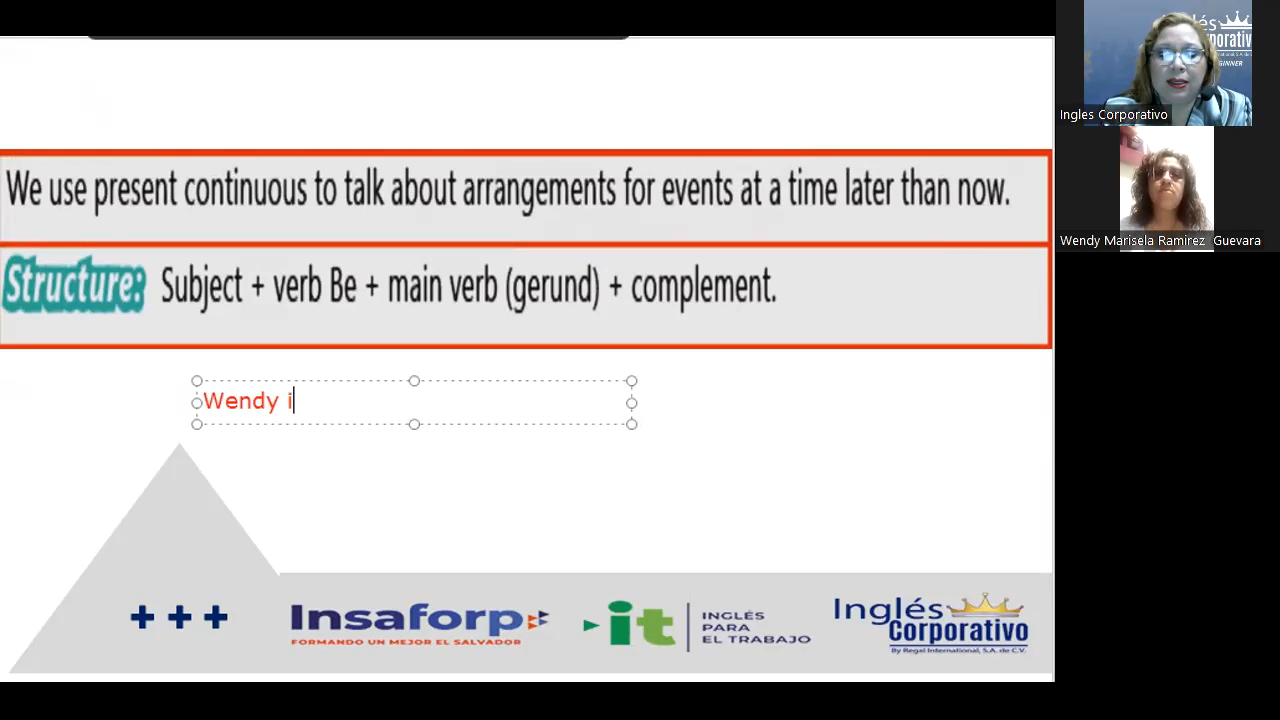 We use present continuous to talk about arrangements for events at a time later than now.
Structure: Subject + verb Be + main verb (gerund) + complement.
Wendy i
+++
Insaforp
FORMANDO UN MEJOR EL SALVADOR
it
INGLÉS
PARA
EL TRABAJO
Inglés
Corporativo
By Regal International, S.A. de C.V.
Ingles Corporativo
Wendy Marisela Ramirez Guevara